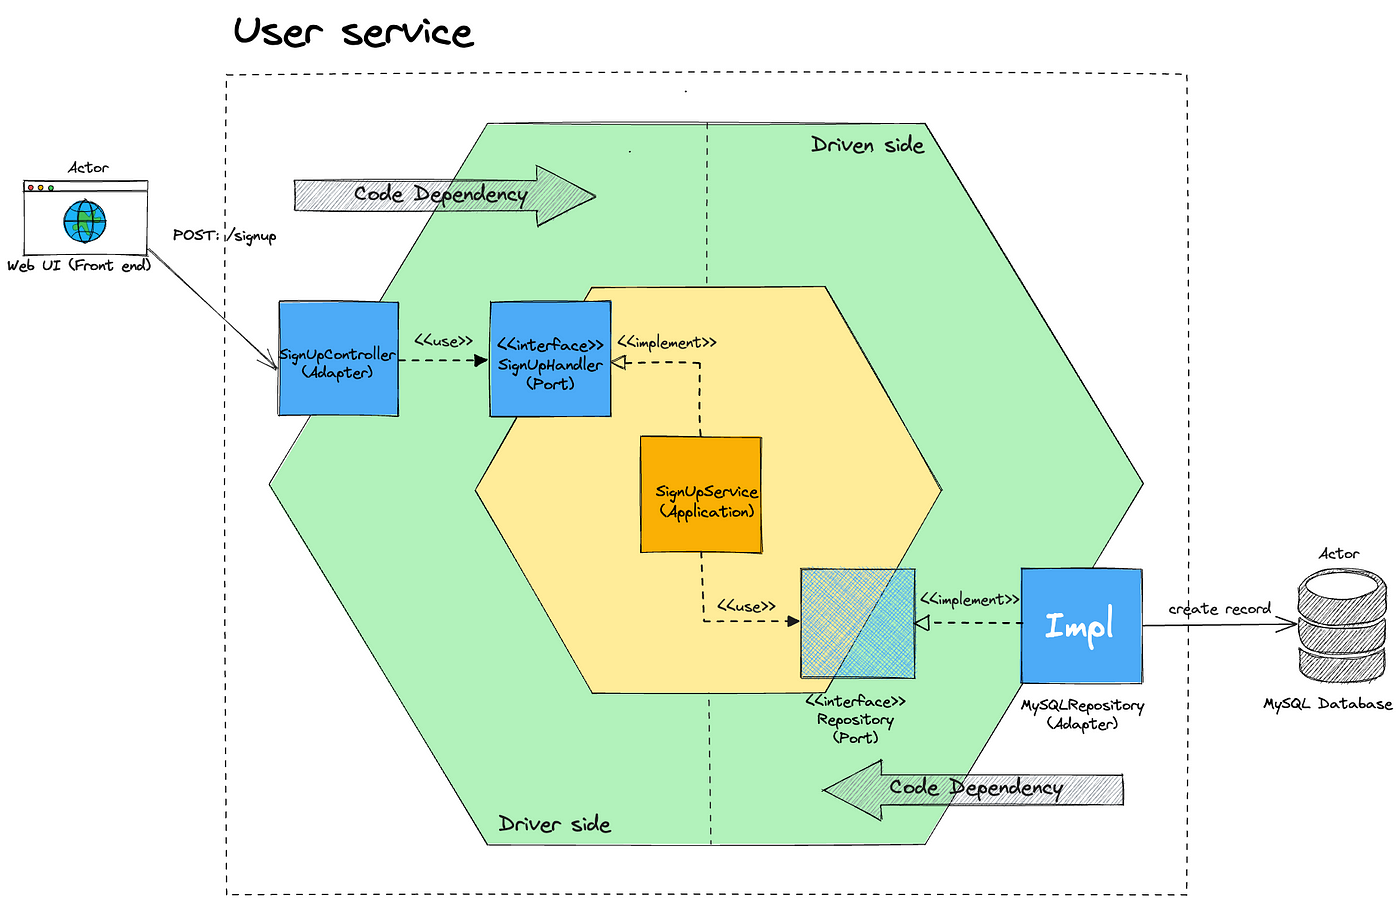 User service
Driven side
Actor
Code Dependency
POST: /signup
Web UI (Front end)
<<use>>
<<interface>>
SignUpHandler
(Port)
<<implement>>
SignUpController
(Adapter)
SignUpService
(Application)
Actor
<<use>>
<<implement>>
create record
Impl
<<interface>>
Repository
(Port)
MySQLRepository
(Adapter)
MySQL Database
Code Dependency
Driver side